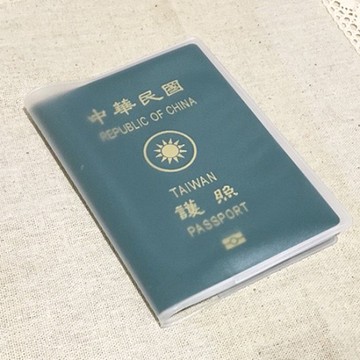 中華民國
REPUBLIC OF CHINA
TAIWAN
護照
PASSPORT